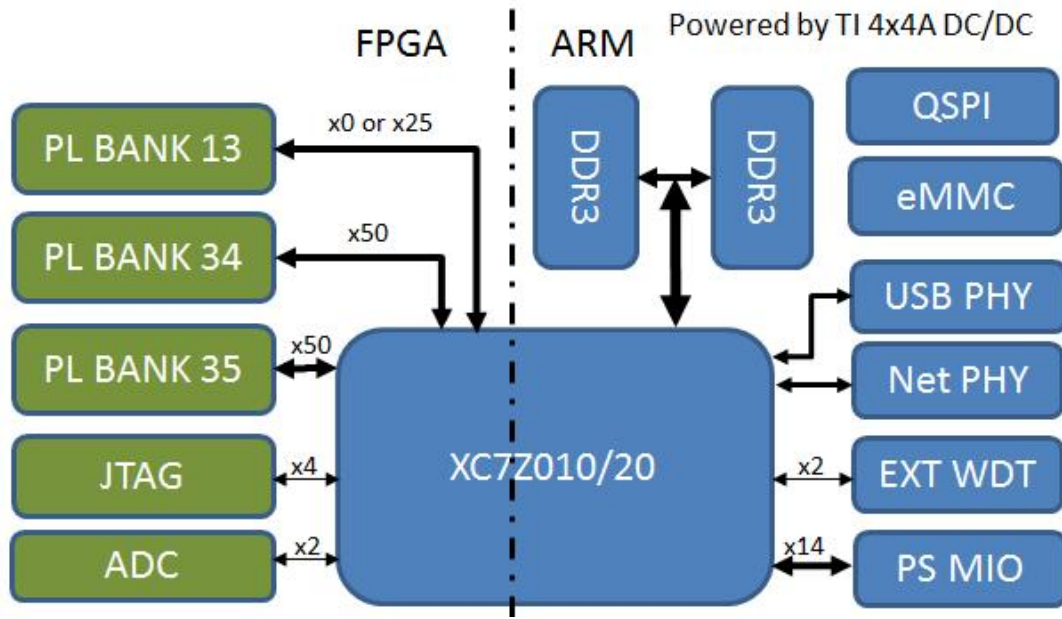 FPGA
ARM
Powered by TI 4x4A DC/DC
PL BANK 13
x0 or x25
DDR3
DDR3
QSPI
eMMC
PL BANK 34
x50
USB PHY
PL BANK 35
x50
Net PHY
JTAG
x4
XC7Z010/20
x2
EXT WDT
ADC
x2
x14
PS MIO